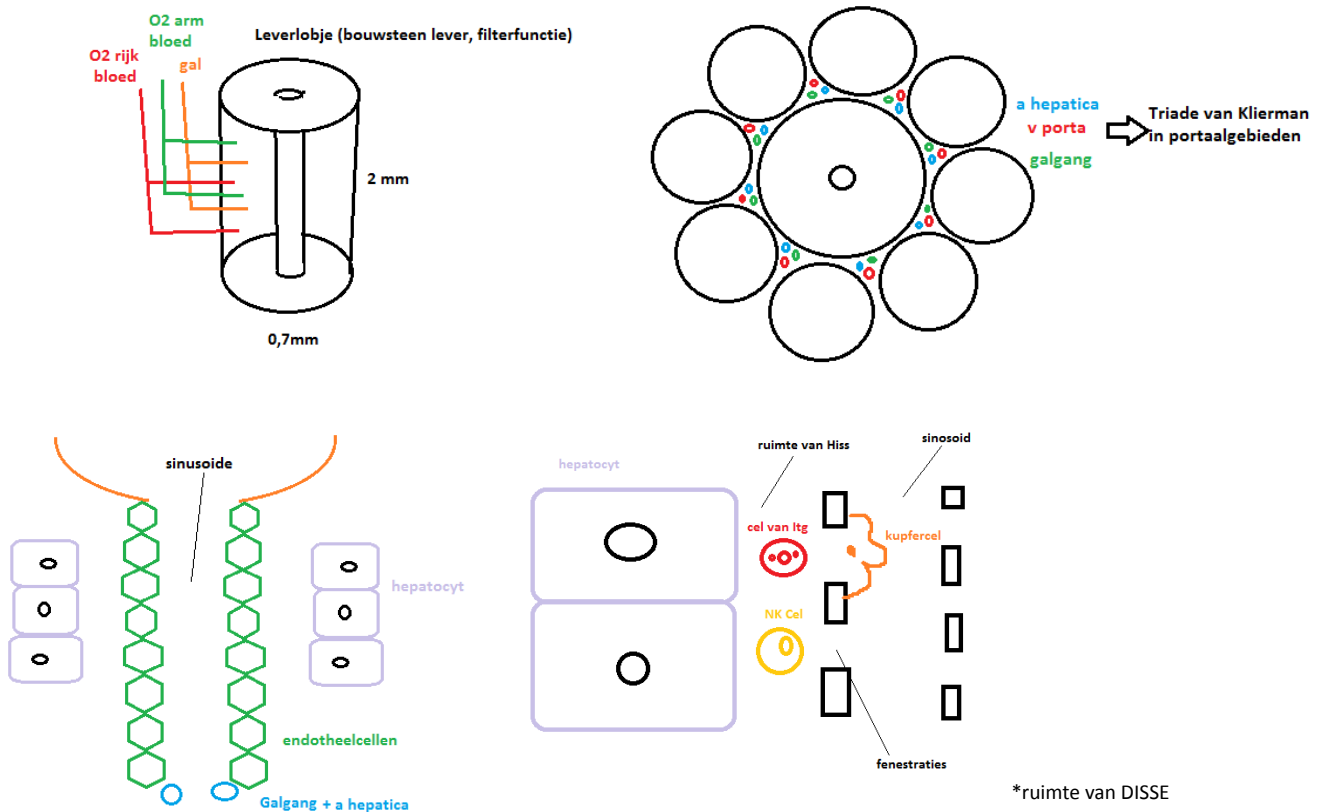 O2 arm
bloed
Leverlobje (bouwsteen lever, filterfunctie)
O2 rijk
bloed
gal
2 mm
0,7mm
a hepatica
v porta
galgang
Triade van Klierman
in portaalgebieden
sinusoide
hepatocyt
endotheelcellen
Galgang + a hepatica
hepatocyt
ruimte van Hiss
sinosoid
cel van Itg
kupfercel
NK Cel
fenestraties
*ruimte van DISSE